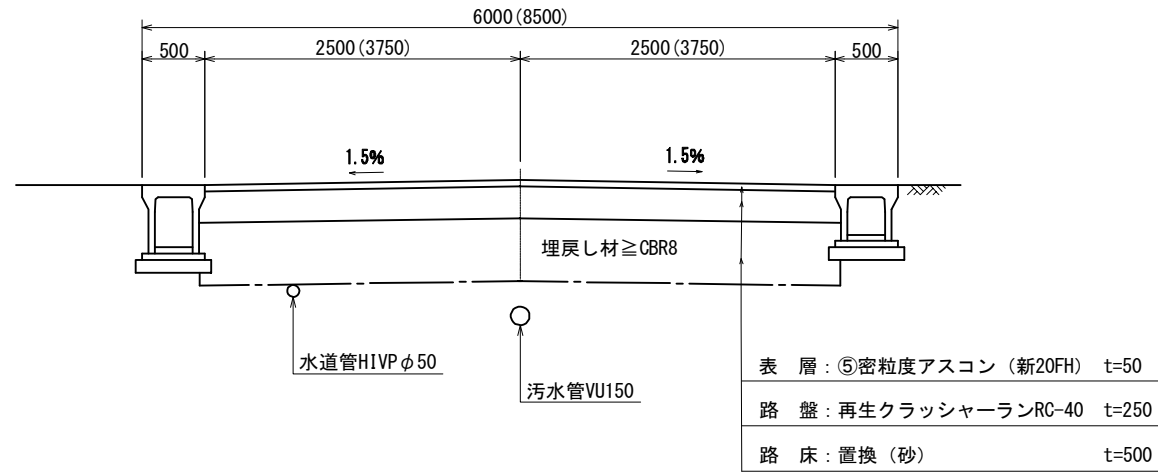 6000(8500)
500
2500(3750)
2500(3750)
500
1.5%
1.5%
埋戻し材≧CBR8
水道管HIVPφ50
汚水管VU150
表　層：⑤密粒度アスコン（新20FH）　t=50
路　盤：再生クラッシャーランRC-40　t=250
路　床：置換（砂）　t=500